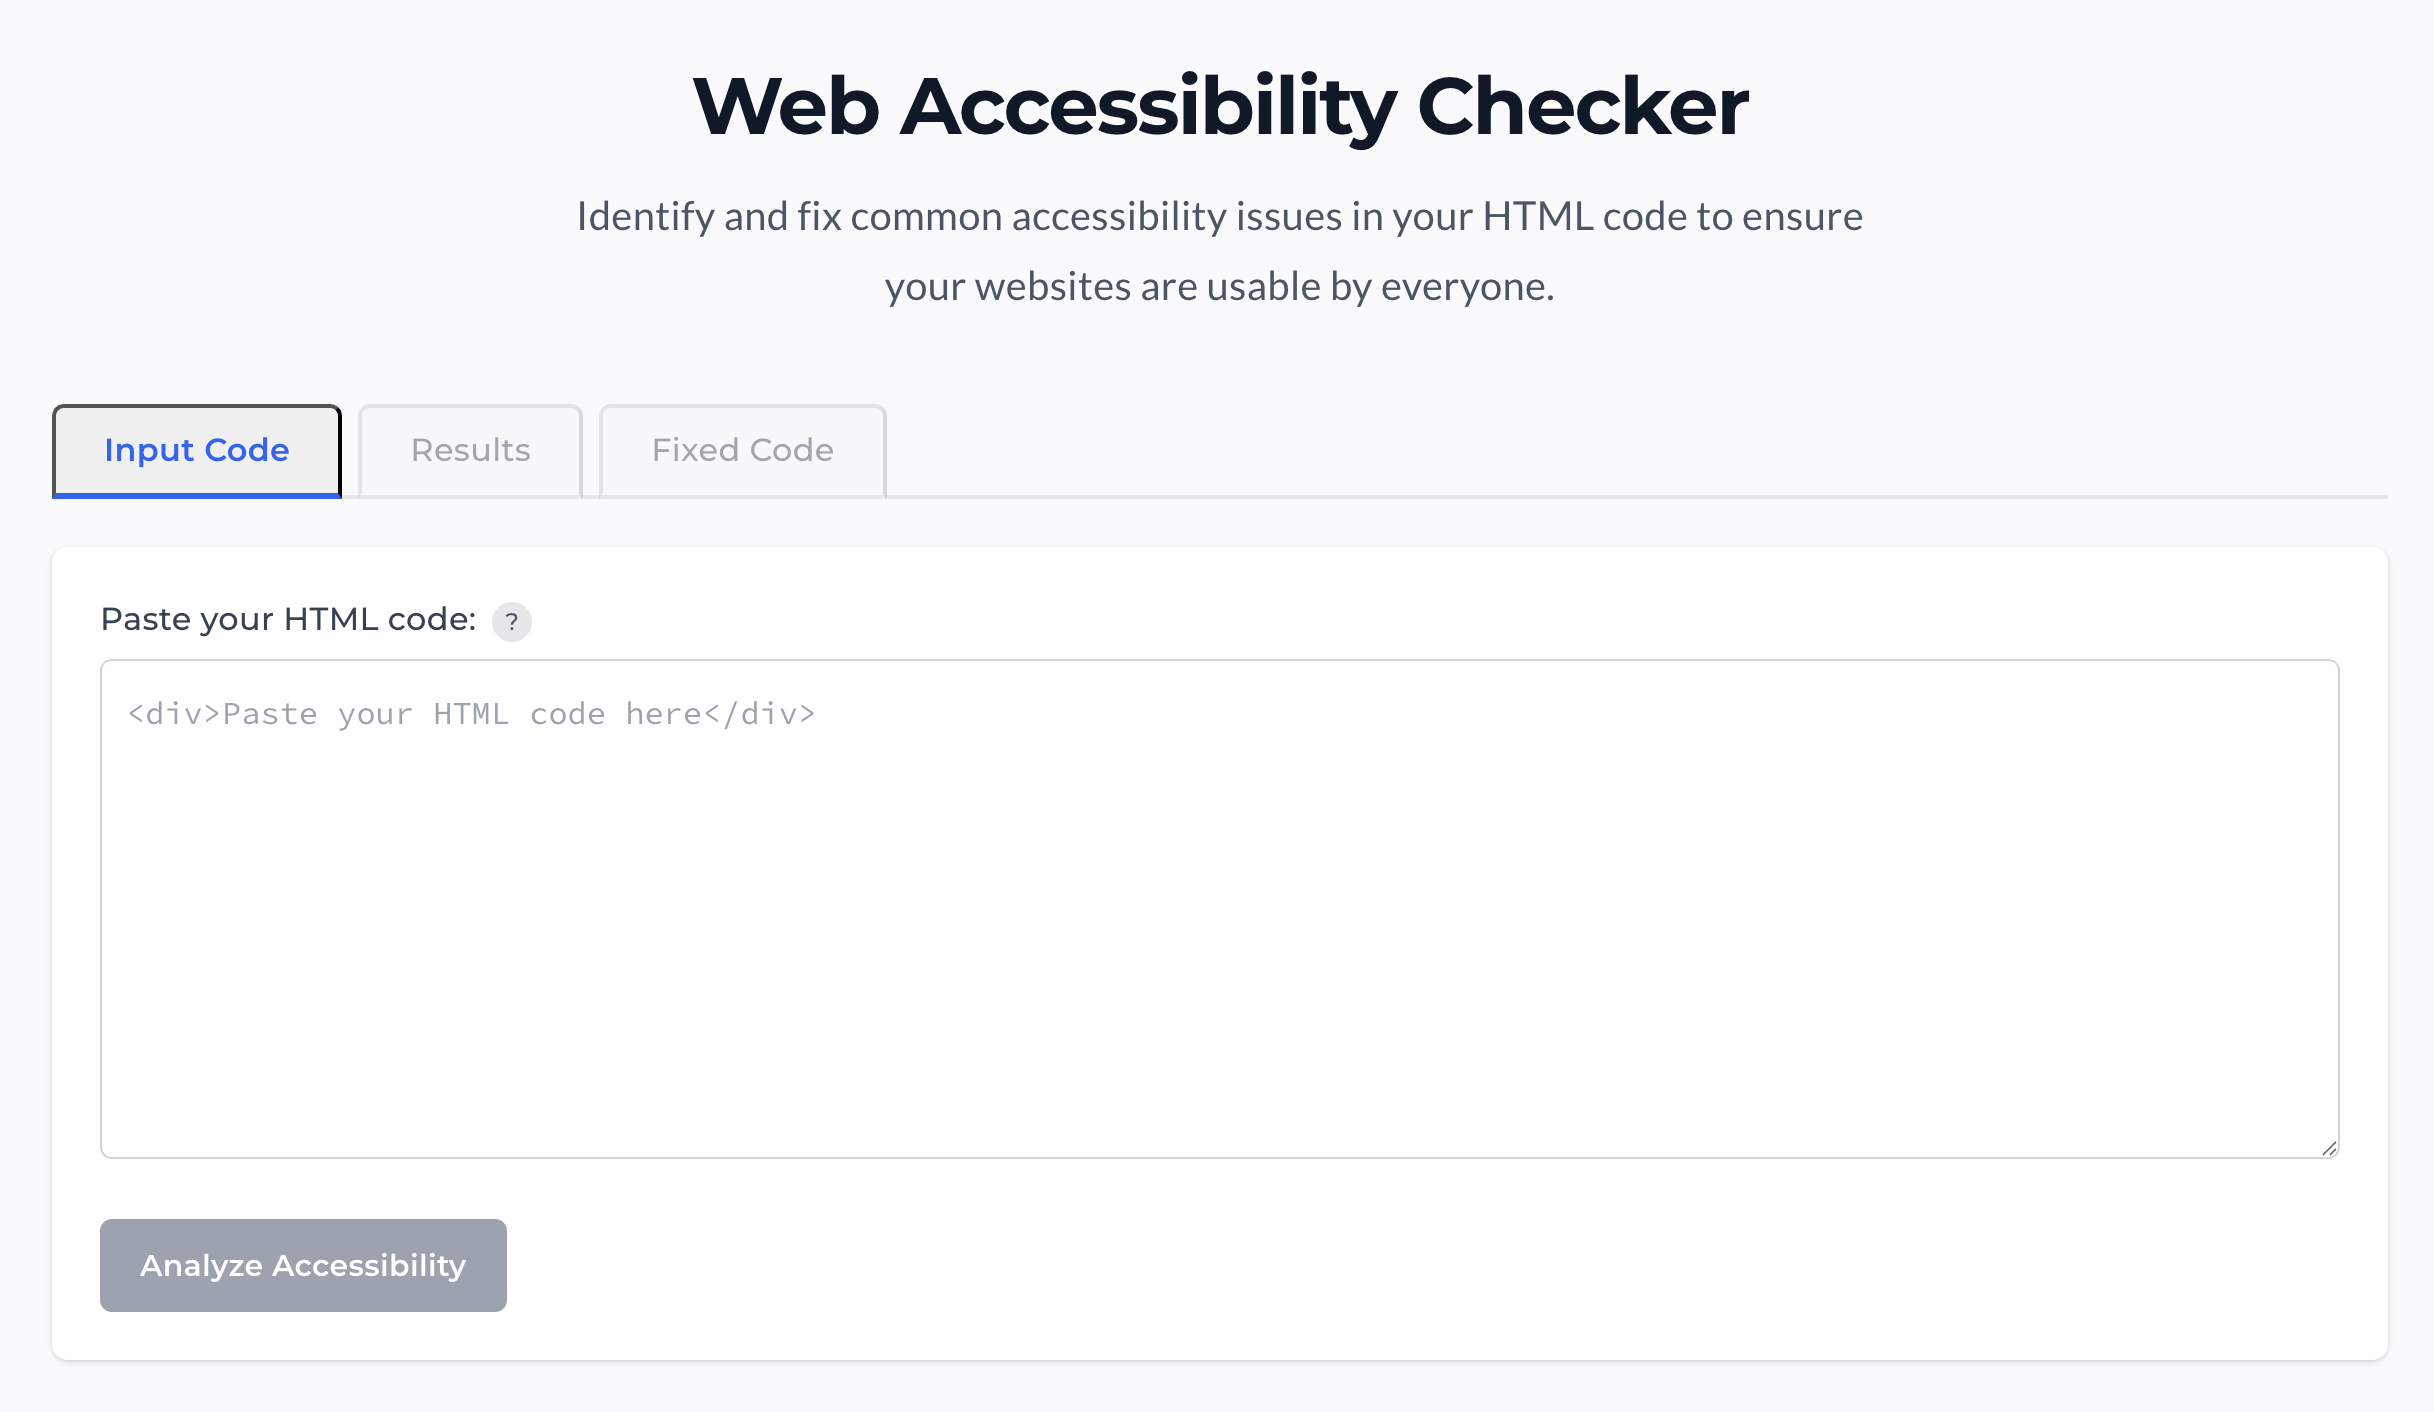 Web Accessibility Checker
Identify and fix common accessibility issues in your HTML code to ensure
your websites are usable by everyone.
Input Code
Results
Fixed Code
Paste your HTML code: ?
<div>Paste your HTML code here</div>
Analyze Accessibility